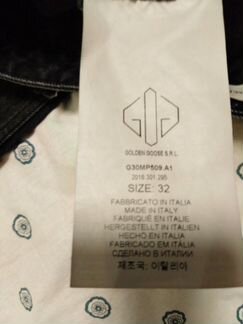 GOLDEN GOOSE S.R.L.
G30MP509.A1
2016.301.295
SIZE: 32
FABBRICATO IN ITALIA
MADE IN ITALY
FABRIQUÉ EN ITALIE
HERGESTELLT IN ITALIEN
HECHO EN ITALIA
FABRICADO EM ITÁLIA
СДЕЛАНО В ИТАЛИИ
제조국: 이탈리아